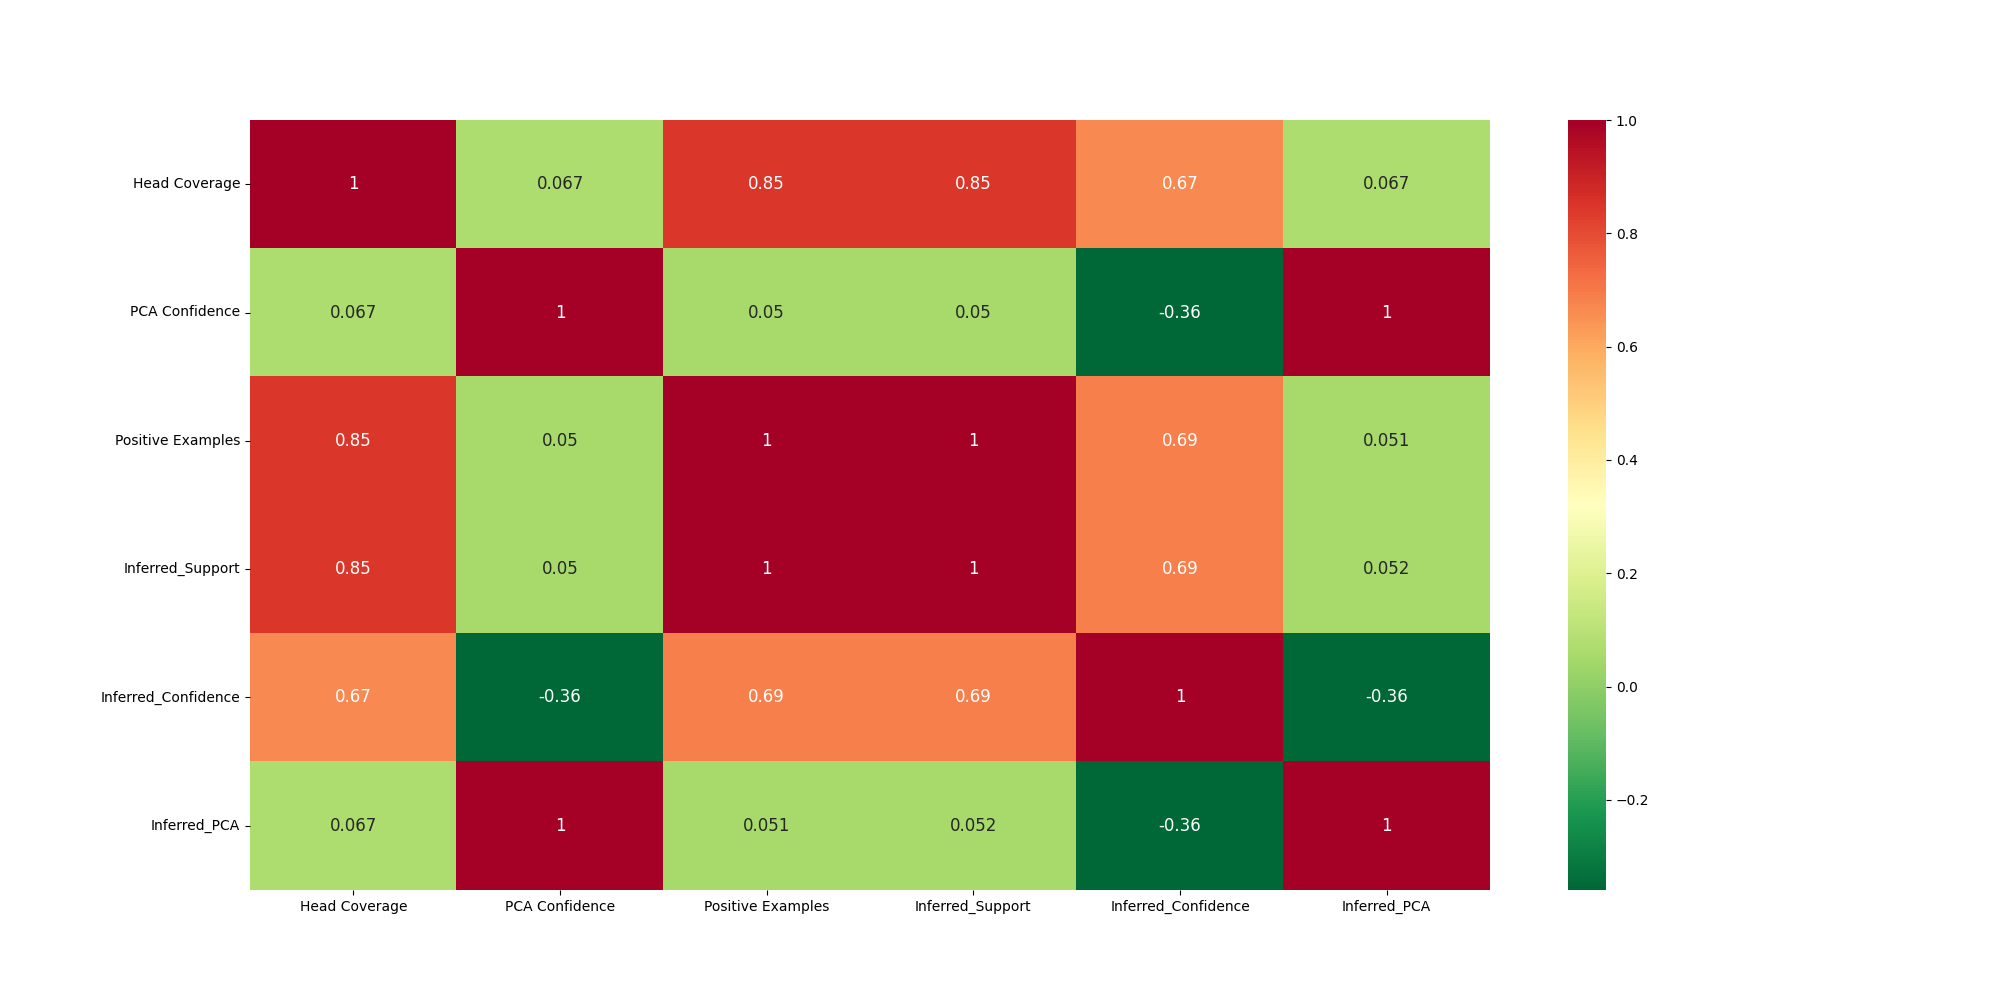 1.0
Head Coverage 1 0.067 0.85 0.85 0.67 0.067
0.8
PCA Confidence 0.067 1 0.05 0.05 -0.36 1
0.6
Positive Examples 0.85 0.05 1 1 0.69 0.051
0.4
Inferred_Support 0.85 0.05 1 1 0.69 0.052
0.2
Inferred_Confidence 0.67 -0.36 0.69 0.69 1 -0.36
0.0
Inferred_PCA 0.067 1 0.051 0.052 -0.36 1
−0.2
Head Coverage PCA Confidence Positive Examples Inferred_Support Inferred_Confidence Inferred_PCA